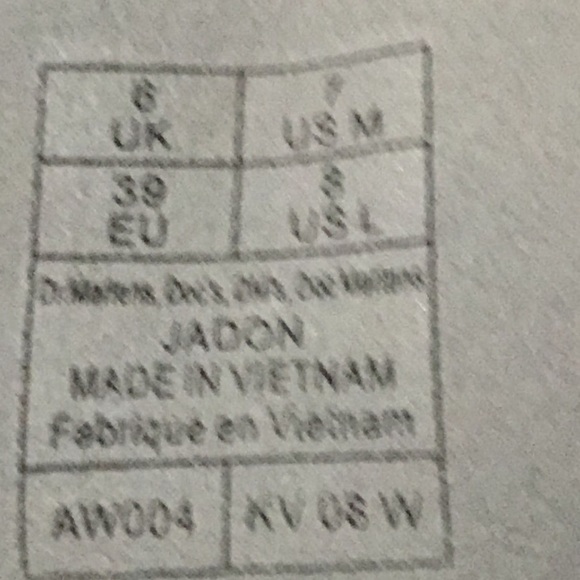 6
UK
7
US M
39
EU
8
US L
Dr.Martens, Doc's, DM's, Doc Martens
JADON
MADE IN VIETNAM
Fabriqué en Vietnam
AW004
KV 08 W